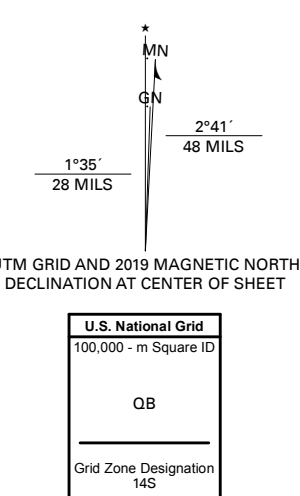 ★
MN
GN
2°41´
48 MILS
1°35´
28 MILS
UTM GRID AND 2019 MAGNETIC NORTH
DECLINATION AT CENTER OF SHEET
U.S. National Grid
100,000 - m Square ID
QB
Grid Zone Designation
14S